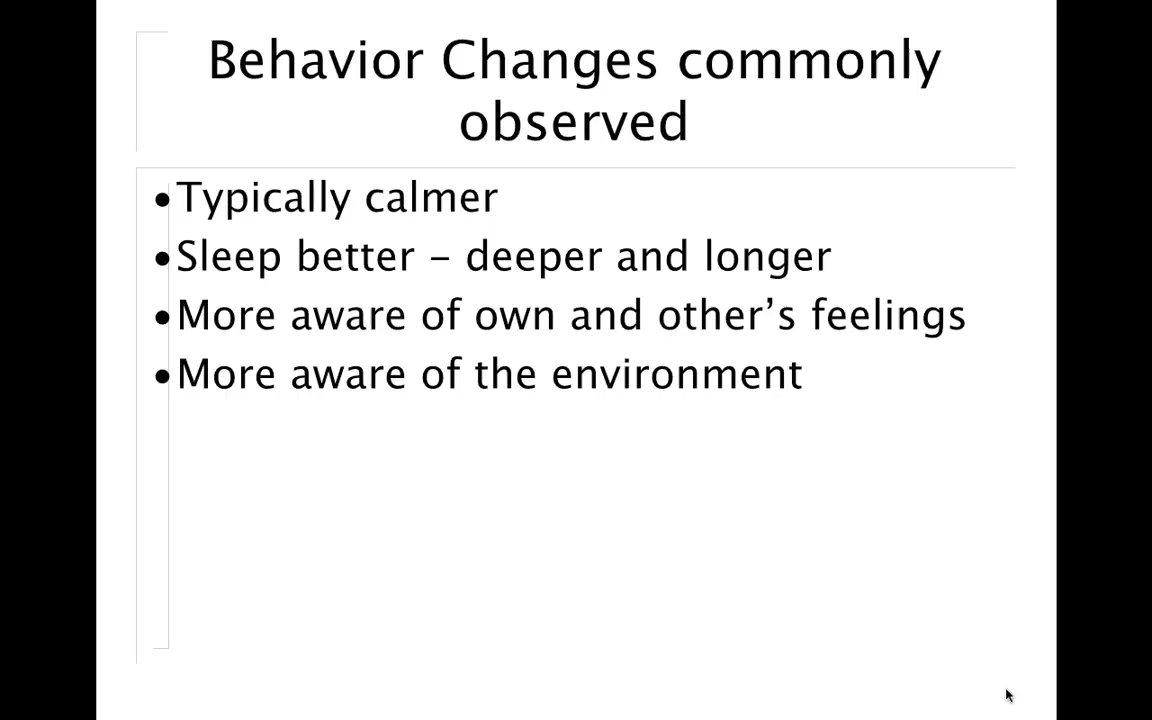 Behavior Changes commonly
observed
•Typically calmer
•Sleep better – deeper and longer
•More aware of own and other’s feelings
•More aware of the environment